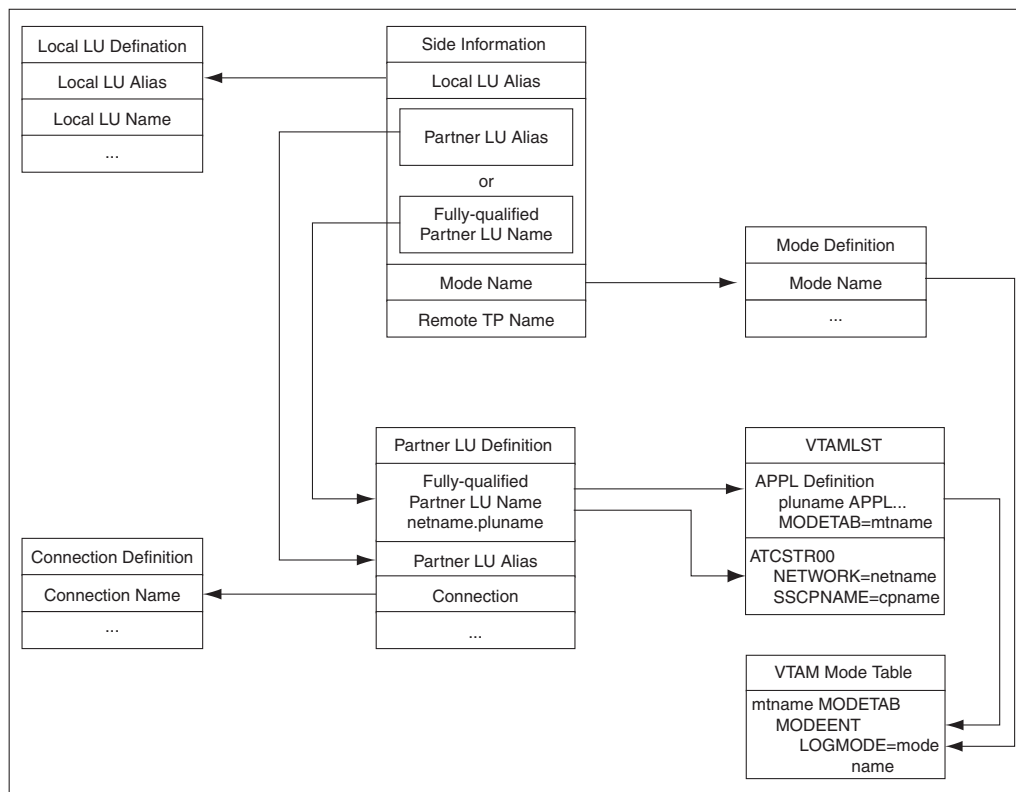 Local LU Defination
Local LU Alias
Local LU Name
...
Side Information
Local LU Alias
Partner LU Alias
or
Fully-qualified
Partner LU Name
Mode Name
Remote TP Name
Mode Definition
Mode Name
...
Partner LU Definition
Fully-qualified
Partner LU Name
netname.pluname
Partner LU Alias
Connection
...
VTAMLST
APPL Definition
pluname APPL...
MODETAB=mtname
ATCSTR00
NETWORK=netname
SSCPNAME=cpname
Connection Definition
Connection Name
...
VTAM Mode Table
mtname MODETAB
MODEENT
LOGMODE=mode
name